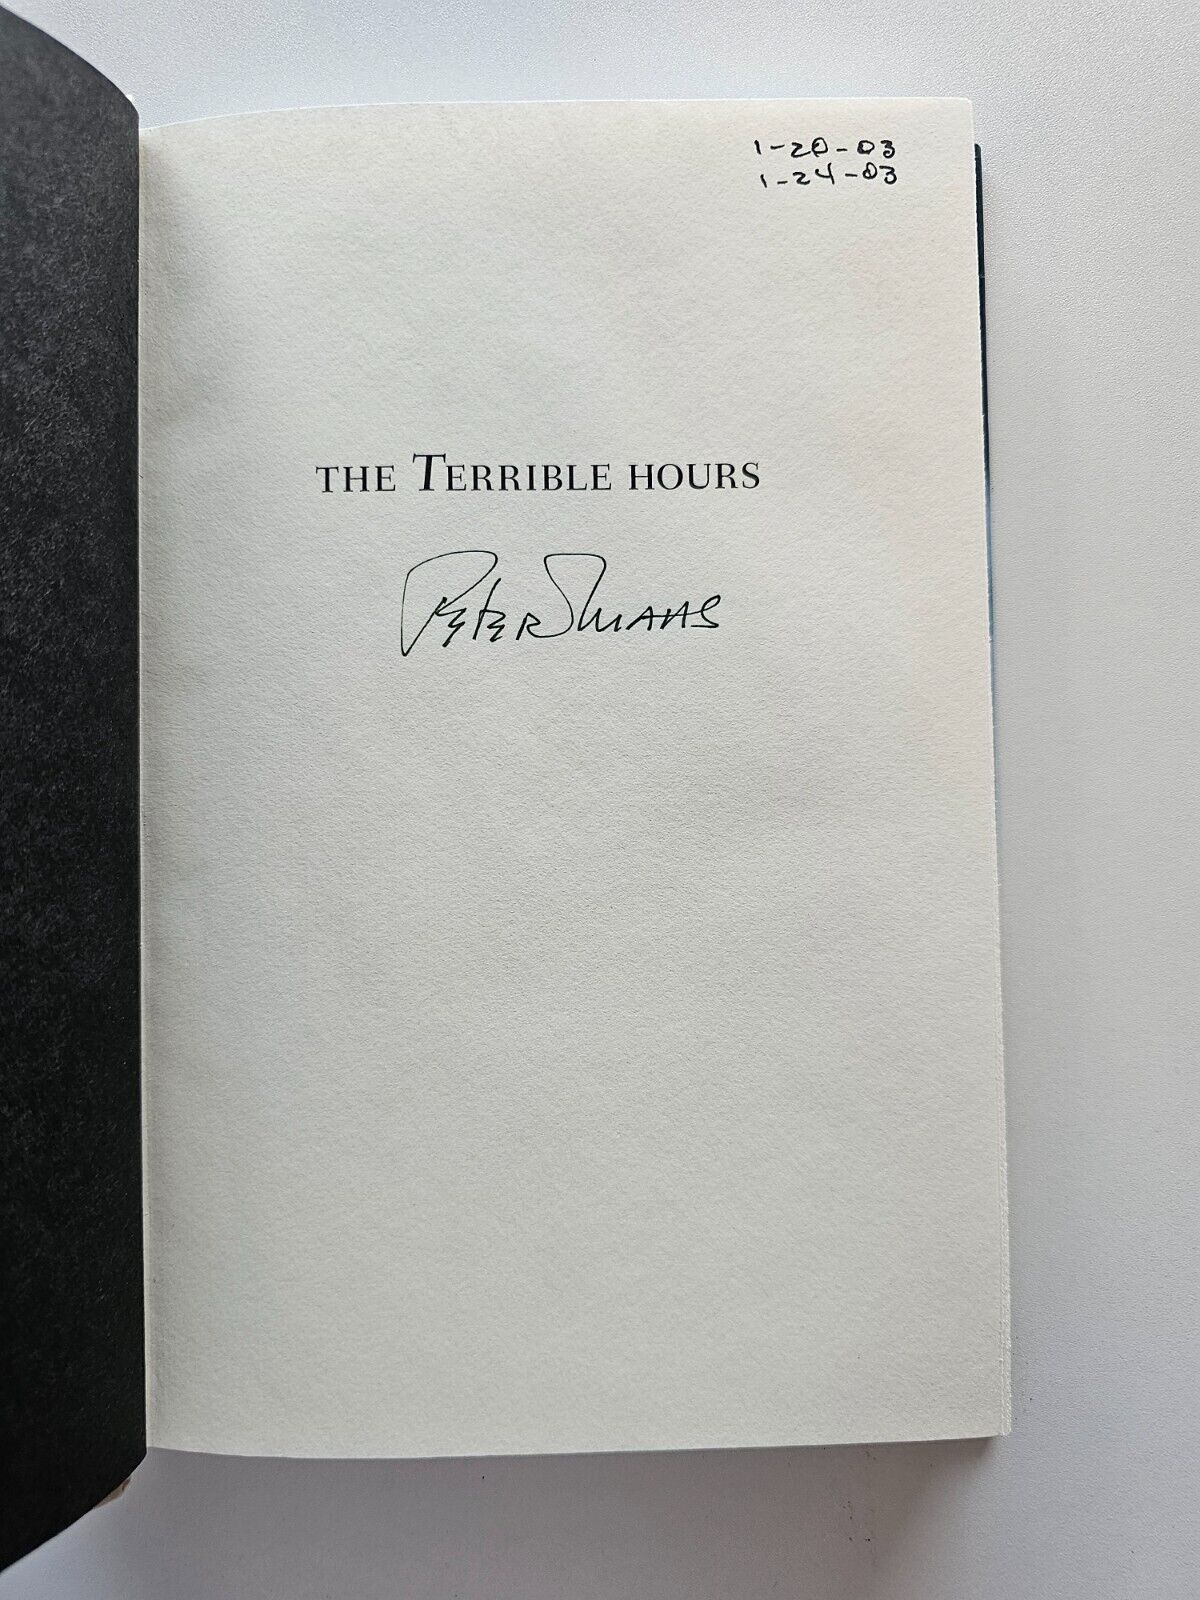 1-20-03
1-24-03
THE TERRIBLE HOURS
PETER MAAS